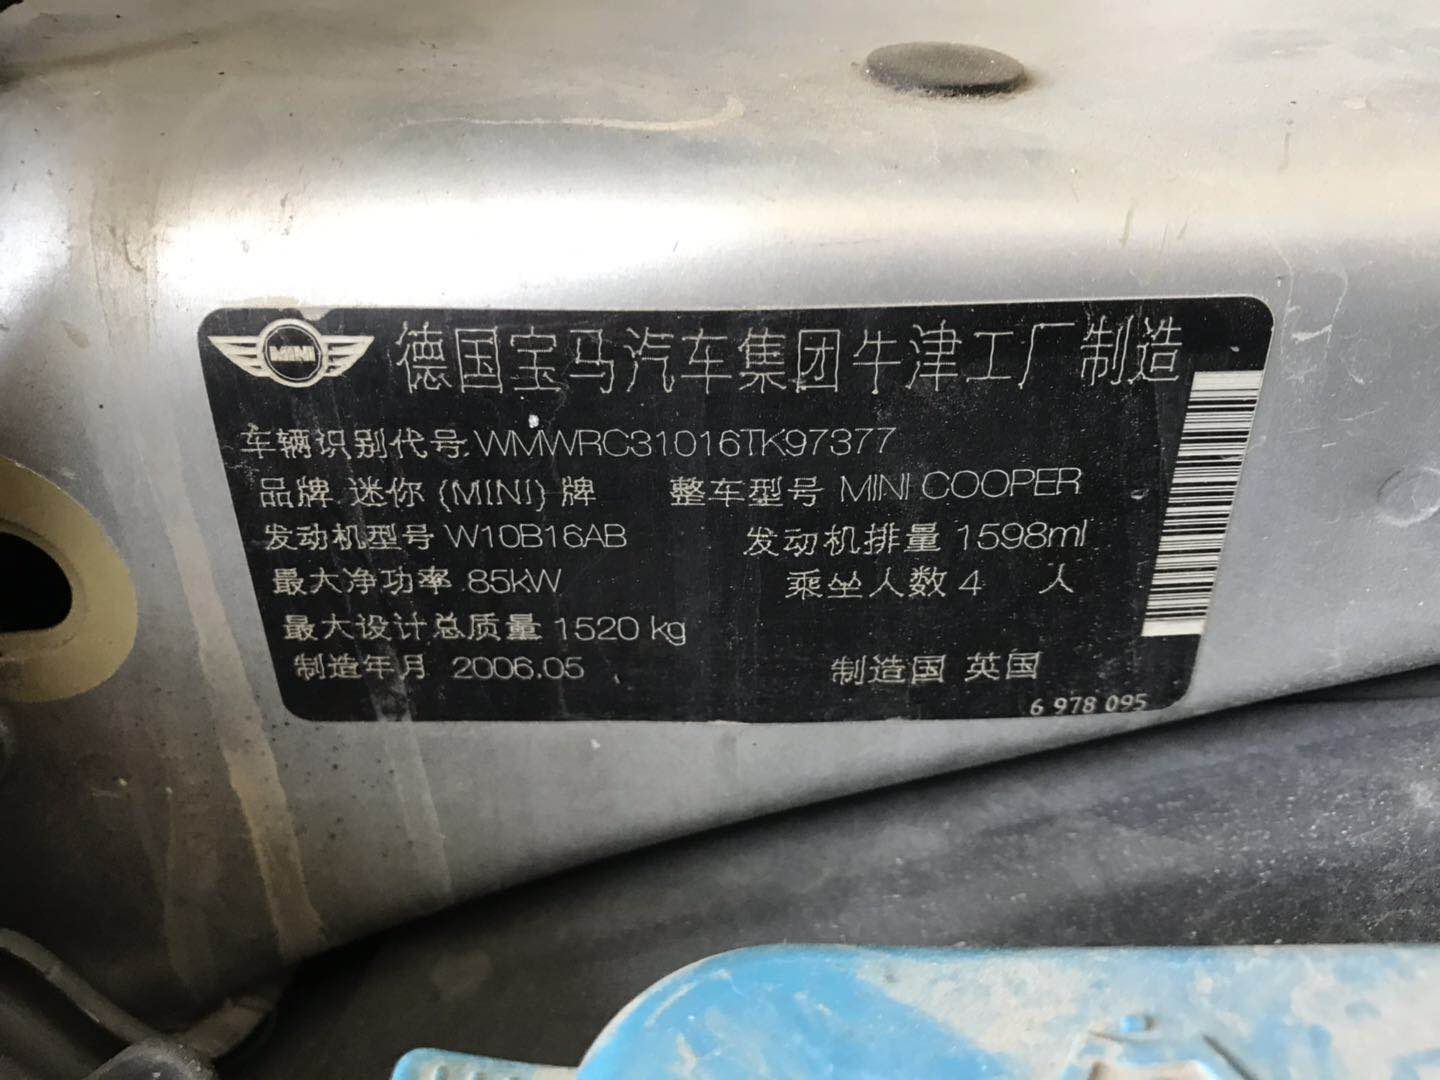 MINI 德国宝马汽车集团牛津工厂制造
车辆识别代号 WMWRC31016TK97377
品牌 迷你 (MINI) 牌 整车型号 MINI COOPER
发动机型号 W10B16AB 发动机排量 1598ml
最大净功率 85kW 乘坐人数 4 人
最大设计总质量 1520 kg
制造年月 2006.05 制造国 英国
6 978 095